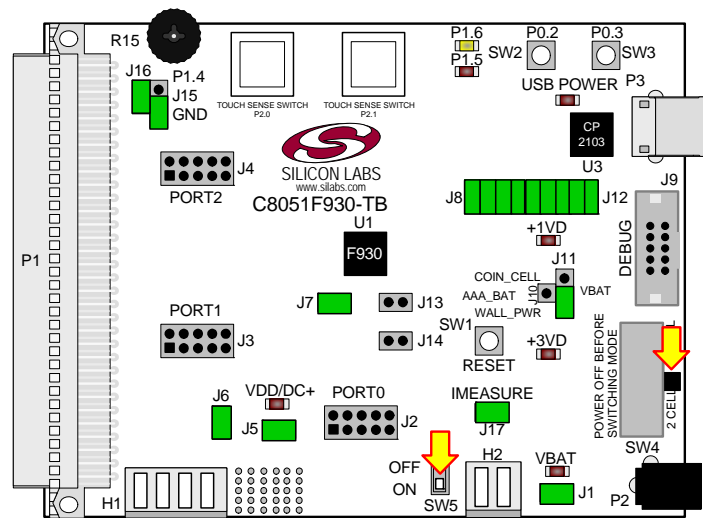 R15
P1.6
P0.2
P0.3
SW2
SW3
P1.5
J16
P1.4
J15
GND
TOUCH SENSE SWITCH
P2.0
TOUCH SENSE SWITCH
P2.1
USB POWER
P3
CP
2103
U3
J4
PORT2
SILICON LABS
www.silabs.com
C8051F930-TB
U1
F930
J8
J12
J9
+1VD
DEBUG
P1
J7
J13
J11
COIN_CELL
J10
AAA_BAT
VBAT
WALL_PWR
PORT1
J3
J14
SW1
RESET
+3VD
POWER OFF BEFORE
SWITCHING MODE
2 CELL
SW4
J6
VDD/DC+
J5
PORT0
J2
IMEASURE
J17
H1
OFF
ON
SW5
H2
VBAT
J1
P2